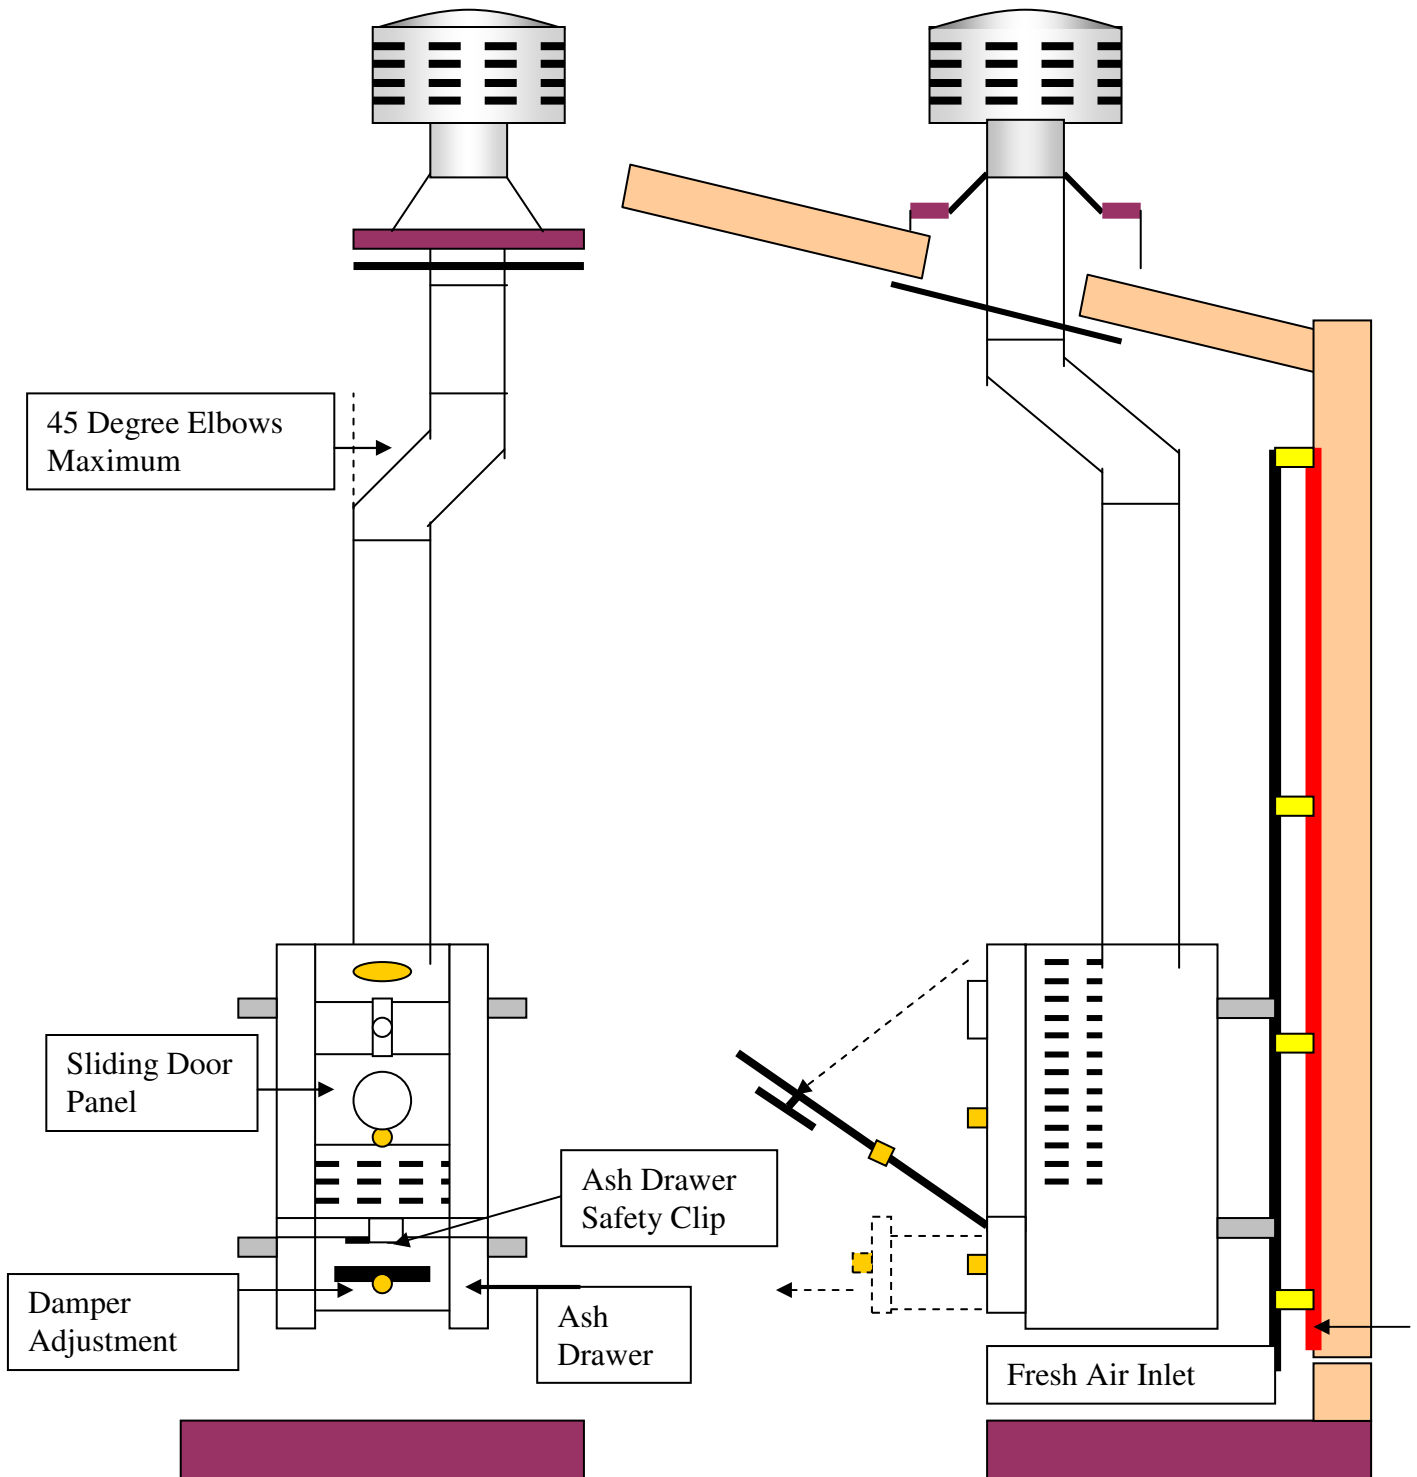 45 Degree Elbows
Maximum
Sliding Door
Panel
Ash Drawer
Safety Clip
Damper
Adjustment
Ash
Drawer
Fresh Air Inlet